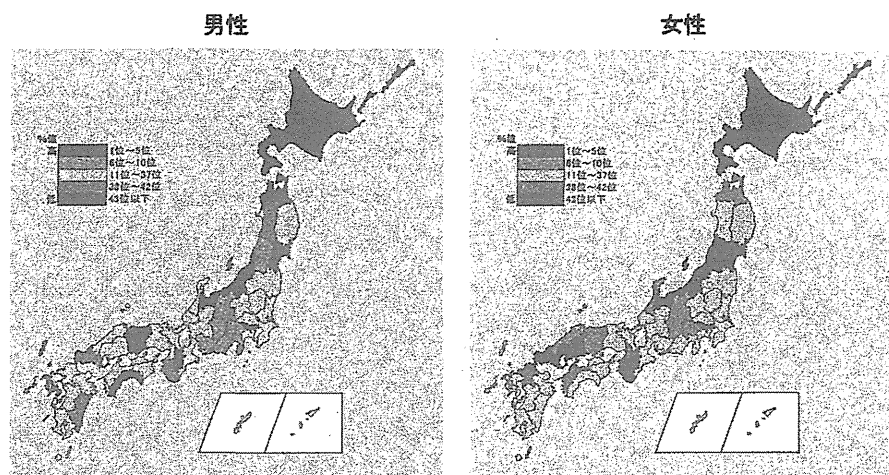 男性
女性
%値
高
1位～5位
6位～10位
11位～37位
38位～42位
低
43位以下
%値
高
1位～5位
6位～10位
11位～37位
38位～42位
低
43位以下